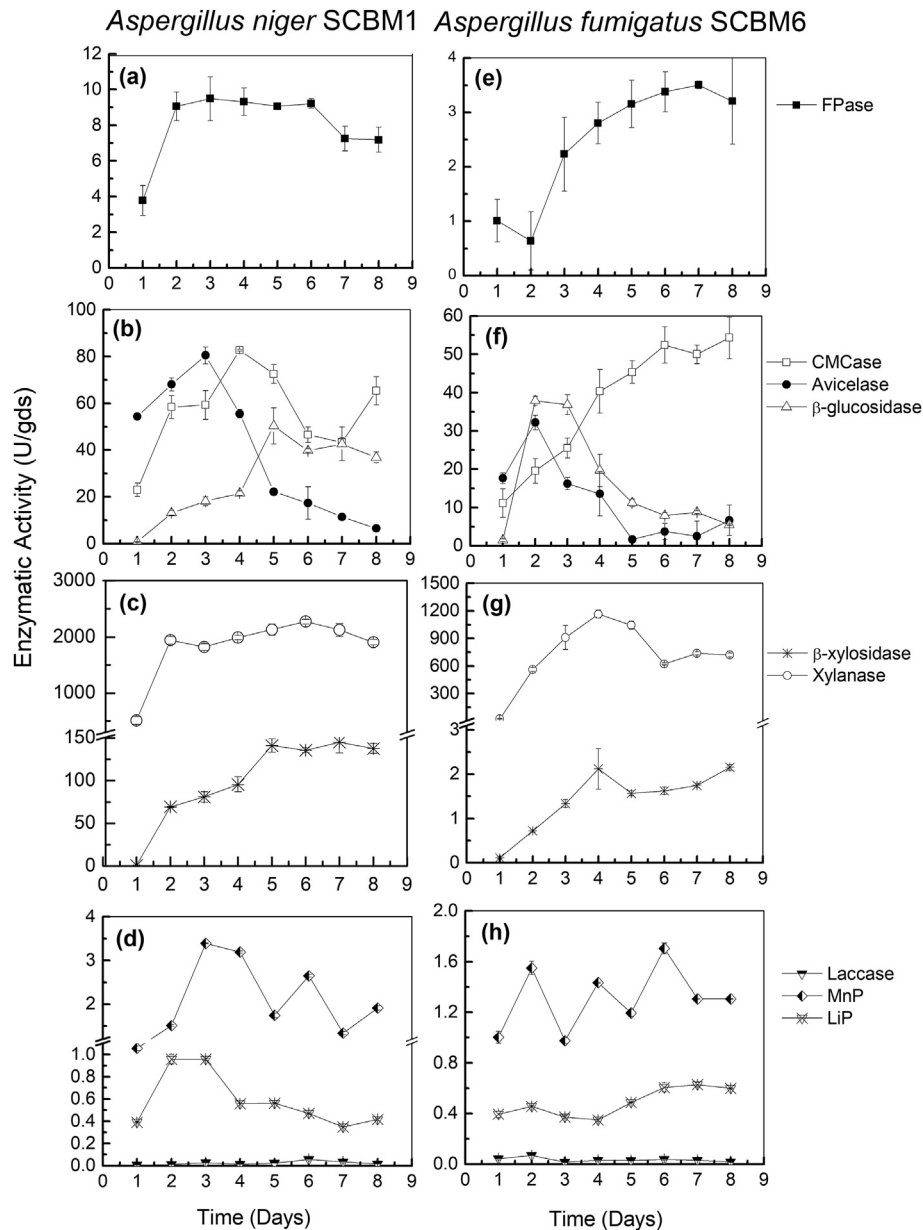 Aspergillus niger SCBM1 Aspergillus fumigatus SCBM6
Enzymatic Activity (U/gds)
(a)
12
10
8
6
4
2
0
0 1 2 3 4 5 6 7 8 9
(e)
4
3
2
1
0
0 1 2 3 4 5 6 7 8 9
FPase
(b)
100
80
60
40
20
0
0 1 2 3 4 5 6 7 8 9
(f)
60
50
40
30
20
10
0
0 1 2 3 4 5 6 7 8 9
CMCase
Avicelase
β-glucosidase
(c)
3000
2000
1000
150
100
50
0
0 1 2 3 4 5 6 7 8 9
(g)
1500
1200
900
600
300
3
2
1
0
0 1 2 3 4 5 6 7 8 9
β-xylosidase
Xylanase
(d)
4
3
2
1.0
0.8
0.6
0.4
0.2
0.0
0 1 2 3 4 5 6 7 8 9
Time (Days)
(h)
1.8
1.2
0.6
0.0
0 1 2 3 4 5 6 7 8 9
Time (Days)
Laccase
MnP
LiP